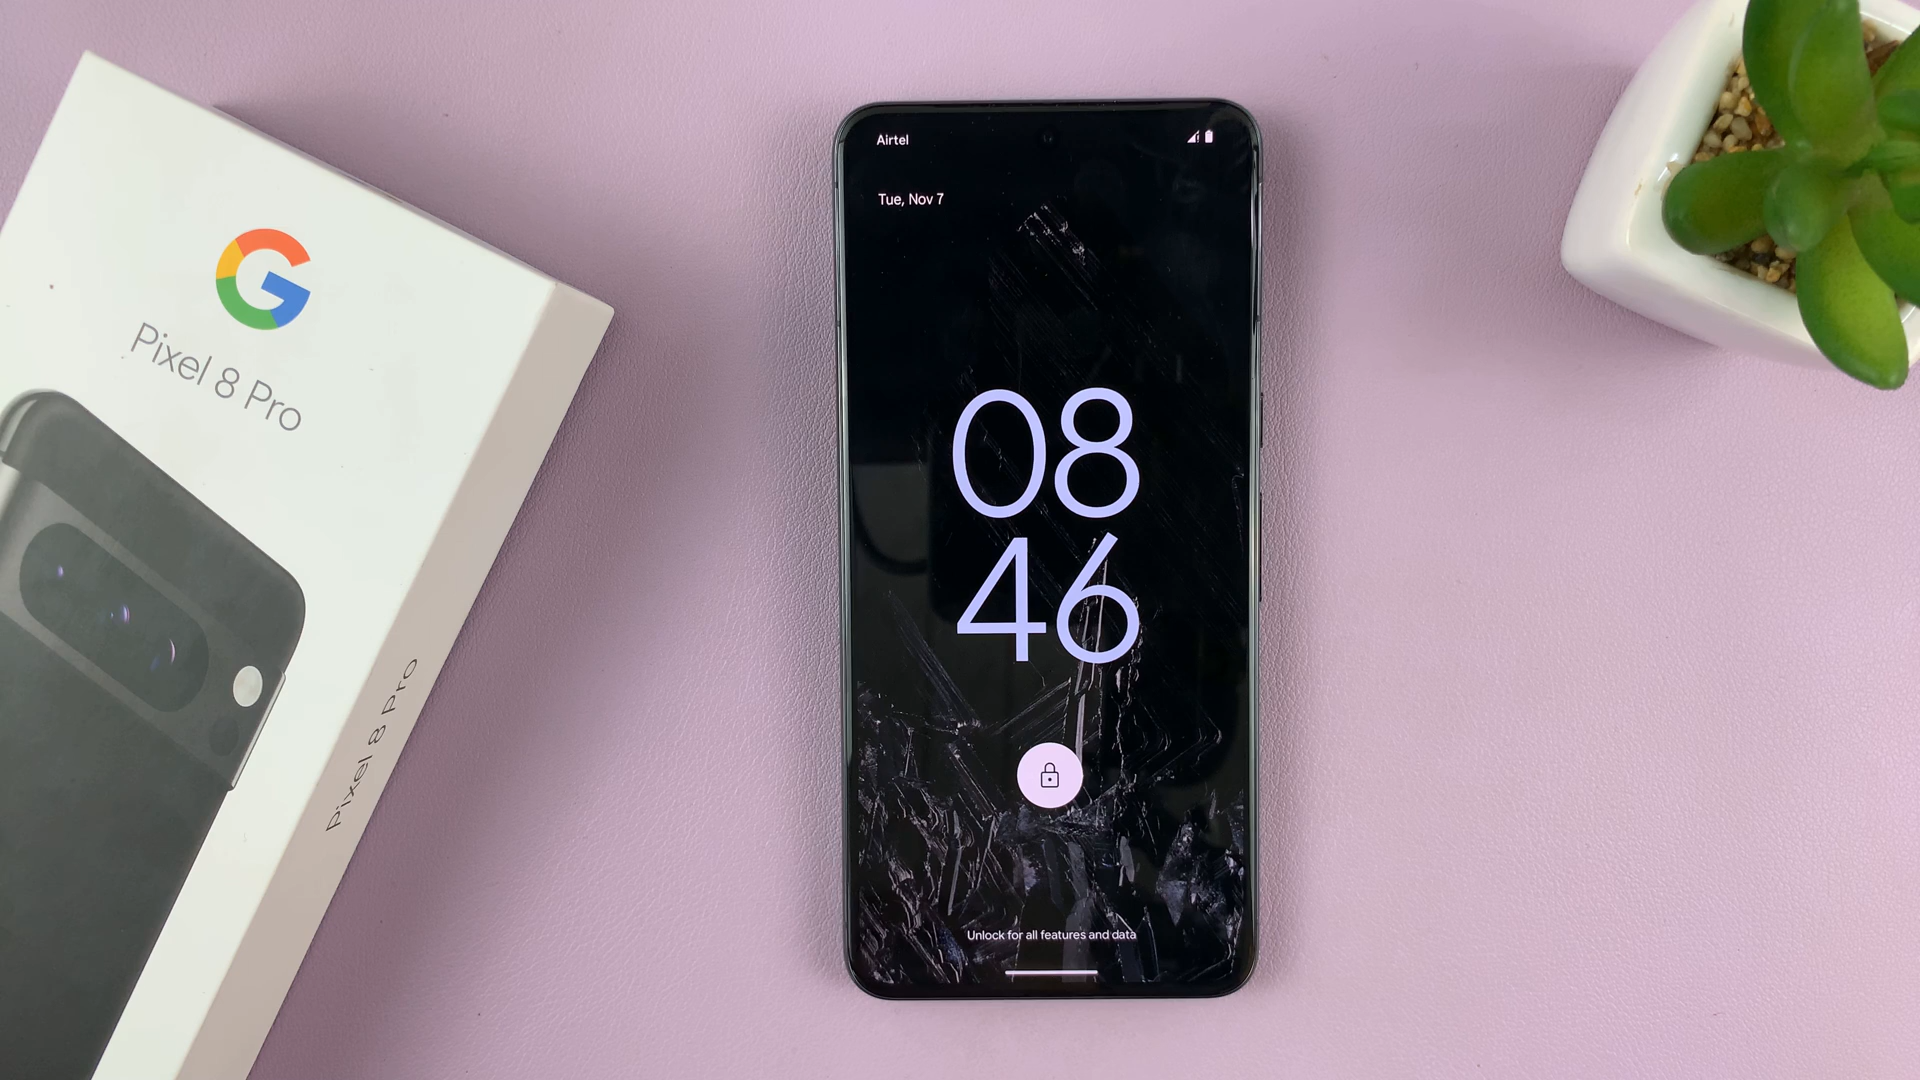 Pixel 8 Pro
Pixel 8 Pro
Airtel
Tue, Nov 7
08
46
Unlock for all features and data